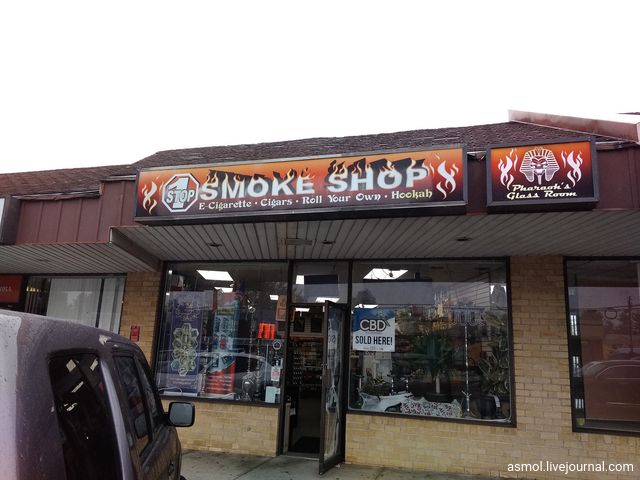 1 STOP
SMOKE SHOP
E-Cigarette • Cigars • Roll Your Own • Hookah
Pharaoh's
Glass Room
CBD
SOLD HERE!
asmol.livejournal.com